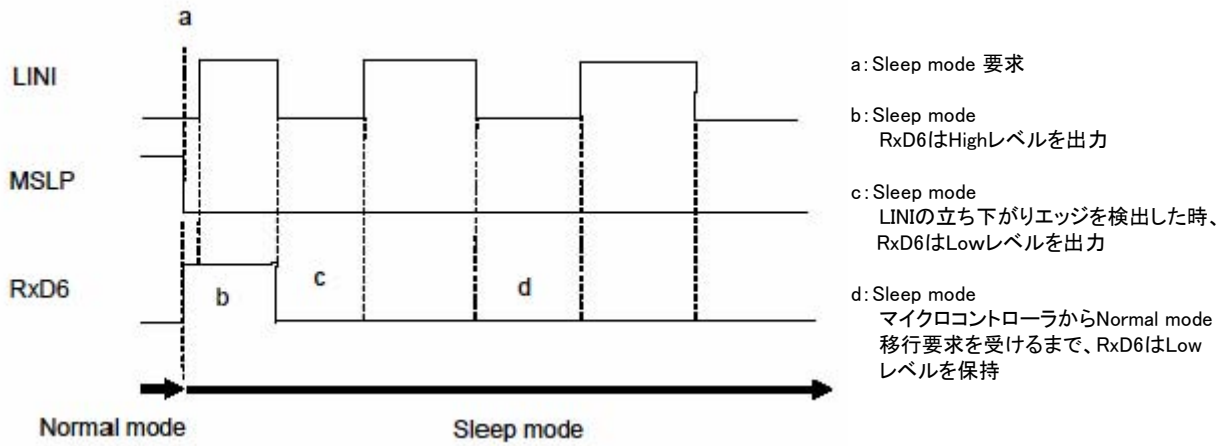 a
LINI
MSLP
RxD6
b
c
d
Normal mode
Sleep mode
a：Sleep mode 要求
b：Sleep mode
RxD6はHighレベルを出力
c：Sleep mode
LINIの立ち下がりエッジを検出した時、
RxD6はLowレベルを出力
d：Sleep mode
マイクロコントローラからNormal mode
移行要求を受けるまで、RxD6はLow
レベルを保持